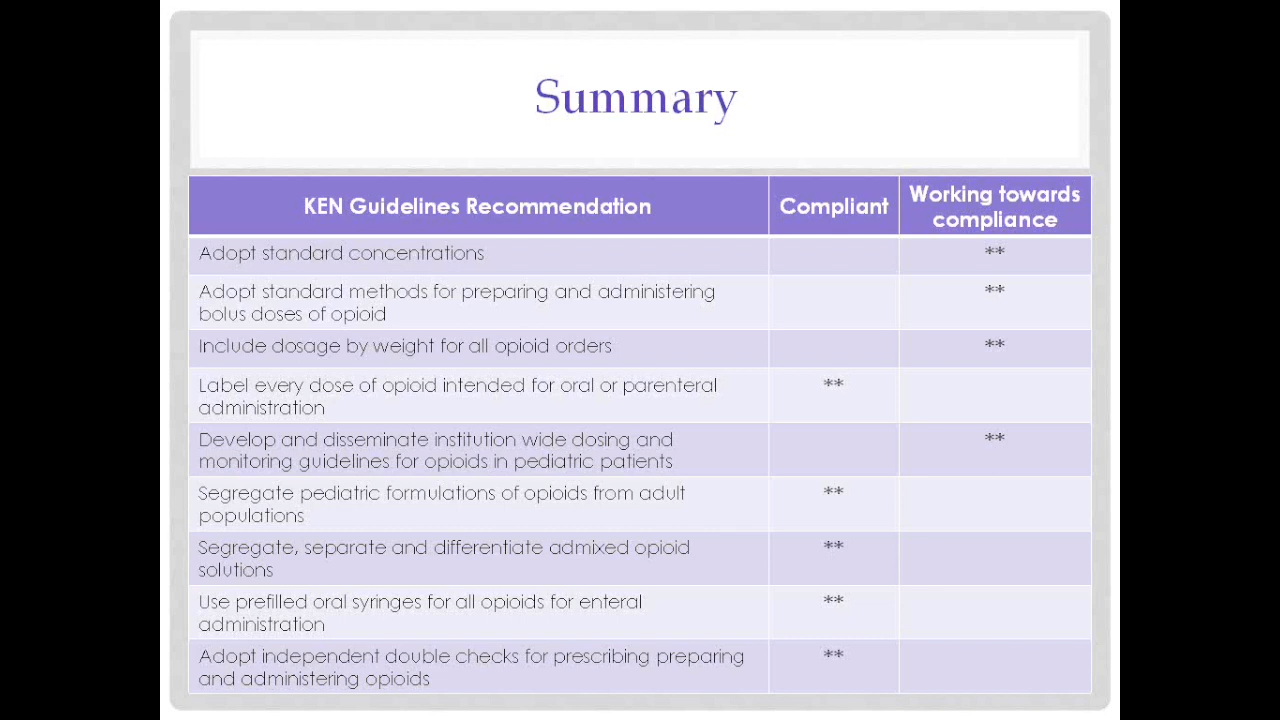 Summary
KEN Guidelines Recommendation Compliant Working towards
compliance
Adopt standard concentrations **
Adopt standard methods for preparing and administering **
bolus doses of opioid
Include dosage by weight for all opioid orders **
Label every dose of opioid intended for oral or parenteral **
administration
Develop and disseminate institution wide dosing and **
monitoring guidelines for opioids in pediatric patients
Segregate pediatric formulations of opioids from adult **
populations
Segregate, separate and differentiate admixed opioid **
solutions
Use prefilled oral syringes for all opioids for enteral **
administration
Adopt independent double checks for prescribing preparing **
and administering opioids